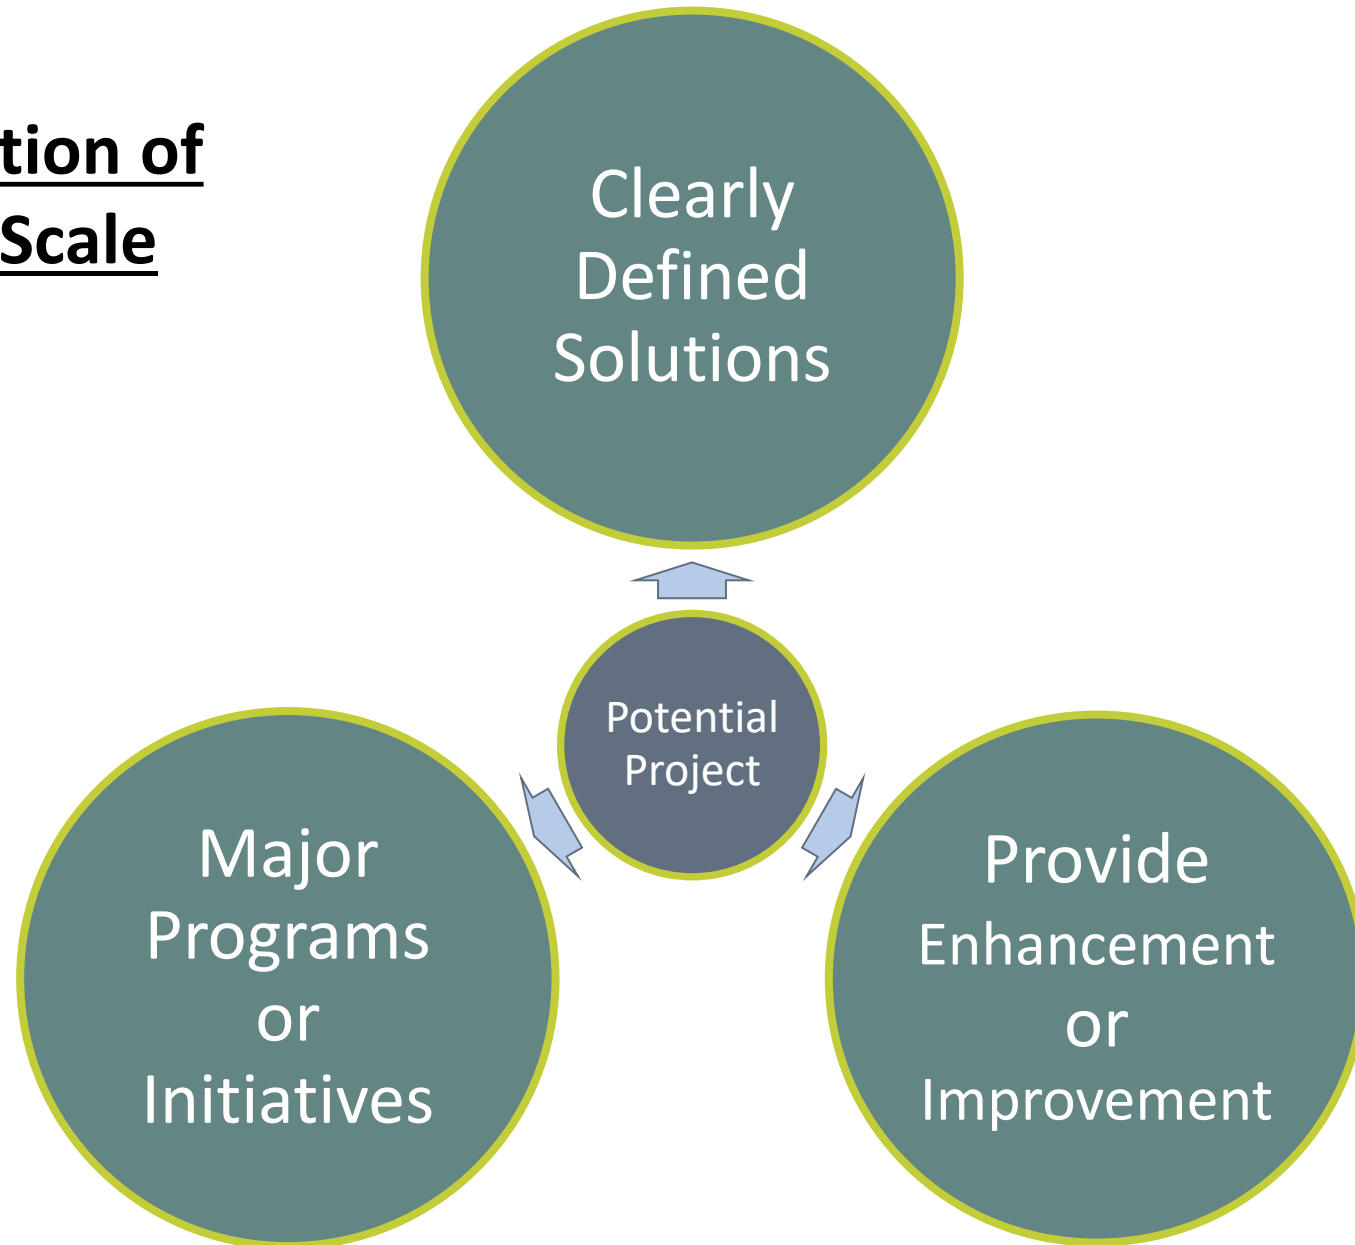 tion of
Scale
Clearly
Defined
Solutions
Potential
Project
Major
Programs
or
Initiatives
Provide
Enhancement
or
Improvement